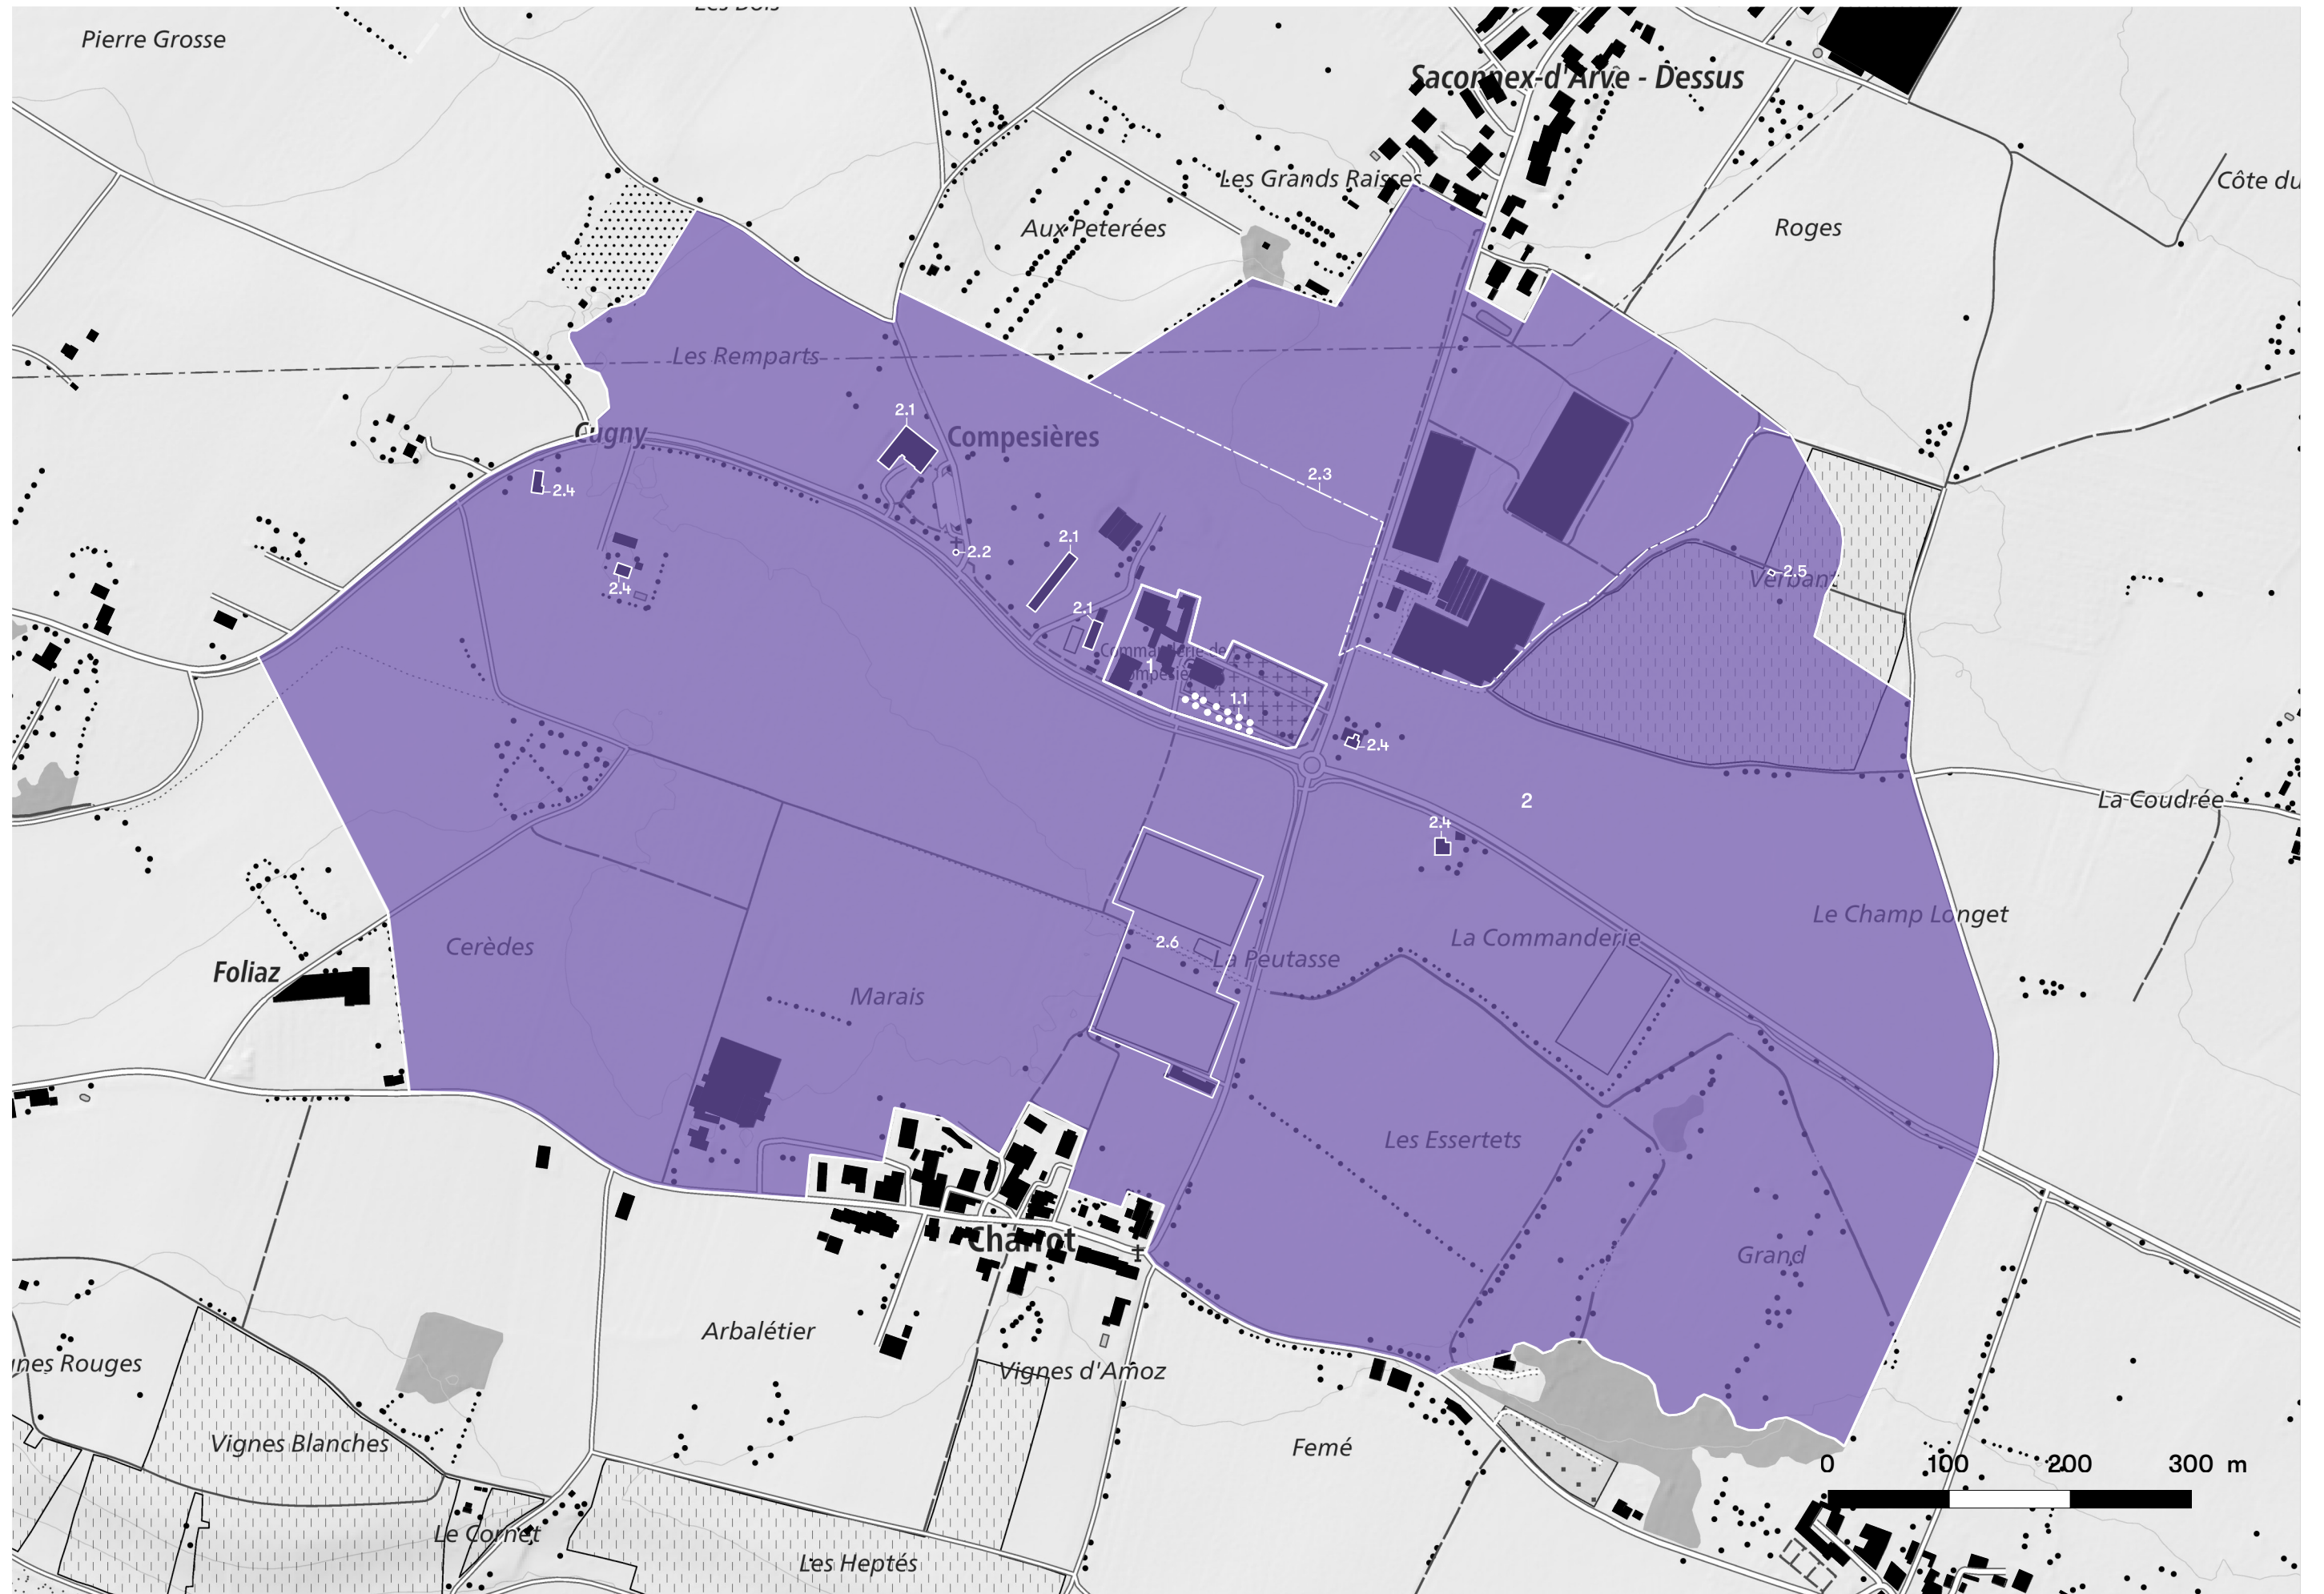 Pierre Grosse
Saconnex-d'Arve - Dessus
Les Grands Raisses
Côte du
Aux Peterées
Roges
Les Remparts
2.1
Cugny
Compesières
2.3
2.4
2.1
2.2
2.5
Verbant
2.4
2.1
Commanderie de
1
1.1
2.4
2
La Coudrée
2.4
Le Champ Longet
La Commanderie
2.6
Cerèdes
La Peutasse
Foliaz
Marais
Les Essertets
Charrot
Grand
Arbalétier
Vignes d'Amoz
Vignes Blanches
Femé
0 100 200 300 m
Le Cornet
Les Heptés